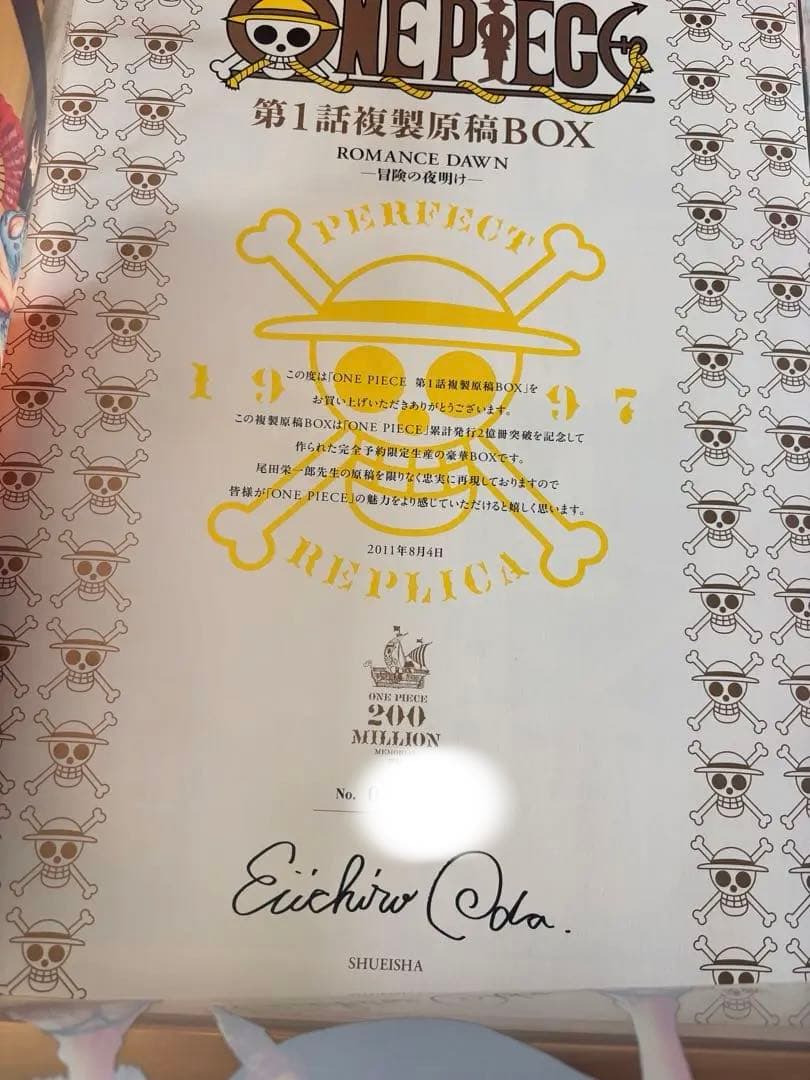 ONE PIECE
第1話複製原稿BOX
ROMANCE DAWN
―冒険の夜明け―
PERFECT
1997
この度は「ONE PIECE 第1話複製原稿BOX」を
お買い上げいただきありがとうございます。
この複製原稿BOXは「ONE PIECE」累計発行2億冊突破を記念して
作られた完全予約限定生産の豪華BOXです。
尾田栄一郎先生の原稿を限りなく忠実に再現しておりますので
皆様が「ONE PIECE」の魅力をより感じていただけると嬉しく思います。
2011年8月4日
REPLICA
ONE PIECE
200
MILLION
No.
Eiichiro Oda.
SHUEISHA